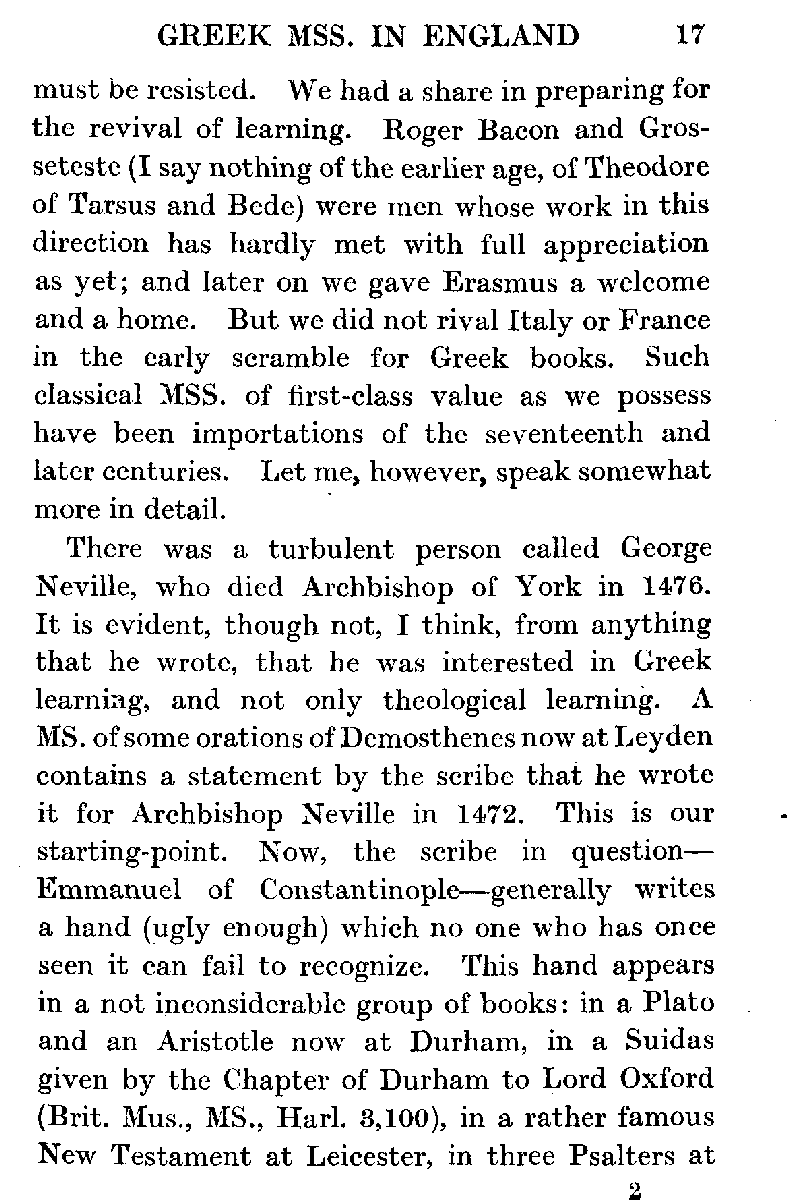 GREEK MSS. IN ENGLAND 17
must be resisted. We had a share in preparing for
the revival of learning. Roger Bacon and Gros-
seteste (I say nothing of the earlier age, of Theodore
of Tarsus and Bede) were men whose work in this
direction has hardly met with full appreciation
as yet; and later on we gave Erasmus a welcome
and a home. But we did not rival Italy or France
in the early scramble for Greek books. Such
classical MSS. of first-class value as we possess
have been importations of the seventeenth and
later centuries. Let me, however, speak somewhat
more in detail.
There was a turbulent person called George
Neville, who died Archbishop of York in 1476.
It is evident, though not, I think, from anything
that he wrote, that he was interested in Greek
learning, and not only theological learning. A
MS. of some orations of Demosthenes now at Leyden
contains a statement by the scribe that he wrote
it for Archbishop Neville in 1472. This is our
starting-point. Now, the scribe in question—
Emmanuel of Constantinople—generally writes
a hand (ugly enough) which no one who has once
seen it can fail to recognize. This hand appears
in a not inconsiderable group of books: in a Plato
and an Aristotle now at Durham, in a Suidas
given by the Chapter of Durham to Lord Oxford
(Brit. Mus., MS., Harl. 3,100), in a rather famous
New Testament at Leicester, in three Psalters at
2